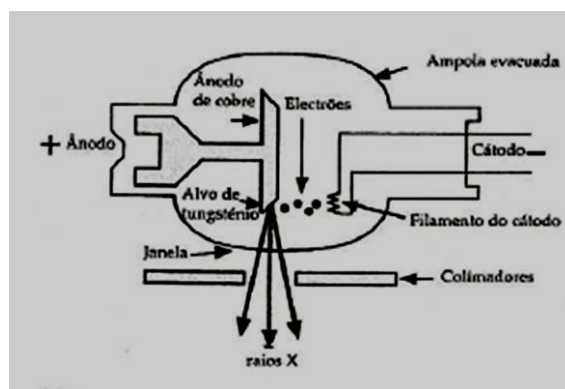 Ampola evacuada
Ânodo
de cobre
Electrões
+ Ânodo
Cátodo
Alvo de
tungsténio
Filamento do cátodo
Janela
Colimadores
raios X